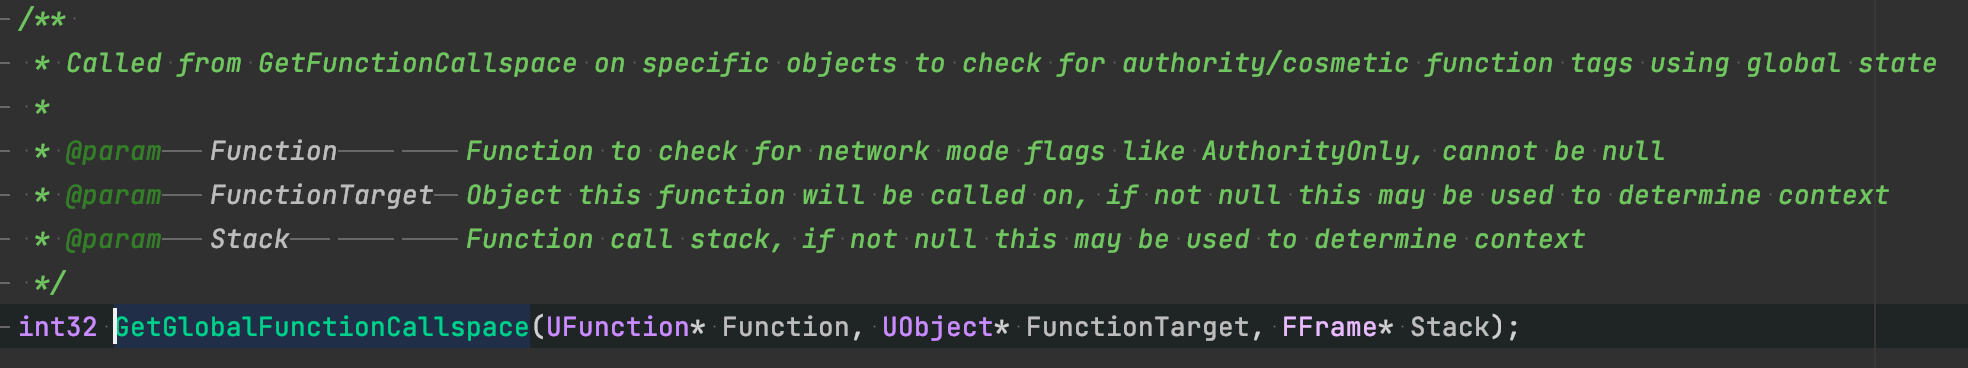 /**
 * Called from GetFunctionCallspace on specific objects to check for authority/cosmetic function tags using global state
 *
 * @param	Function		Function to check for network mode flags like AuthorityOnly, cannot be null
 * @param	FunctionTarget	Object this function will be called on, if not null this may be used to determine context
 * @param	Stack			Function call stack, if not null this may be used to determine context
 */
int32 GetGlobalFunctionCallspace(UFunction* Function, UObject* FunctionTarget, FFrame* Stack);